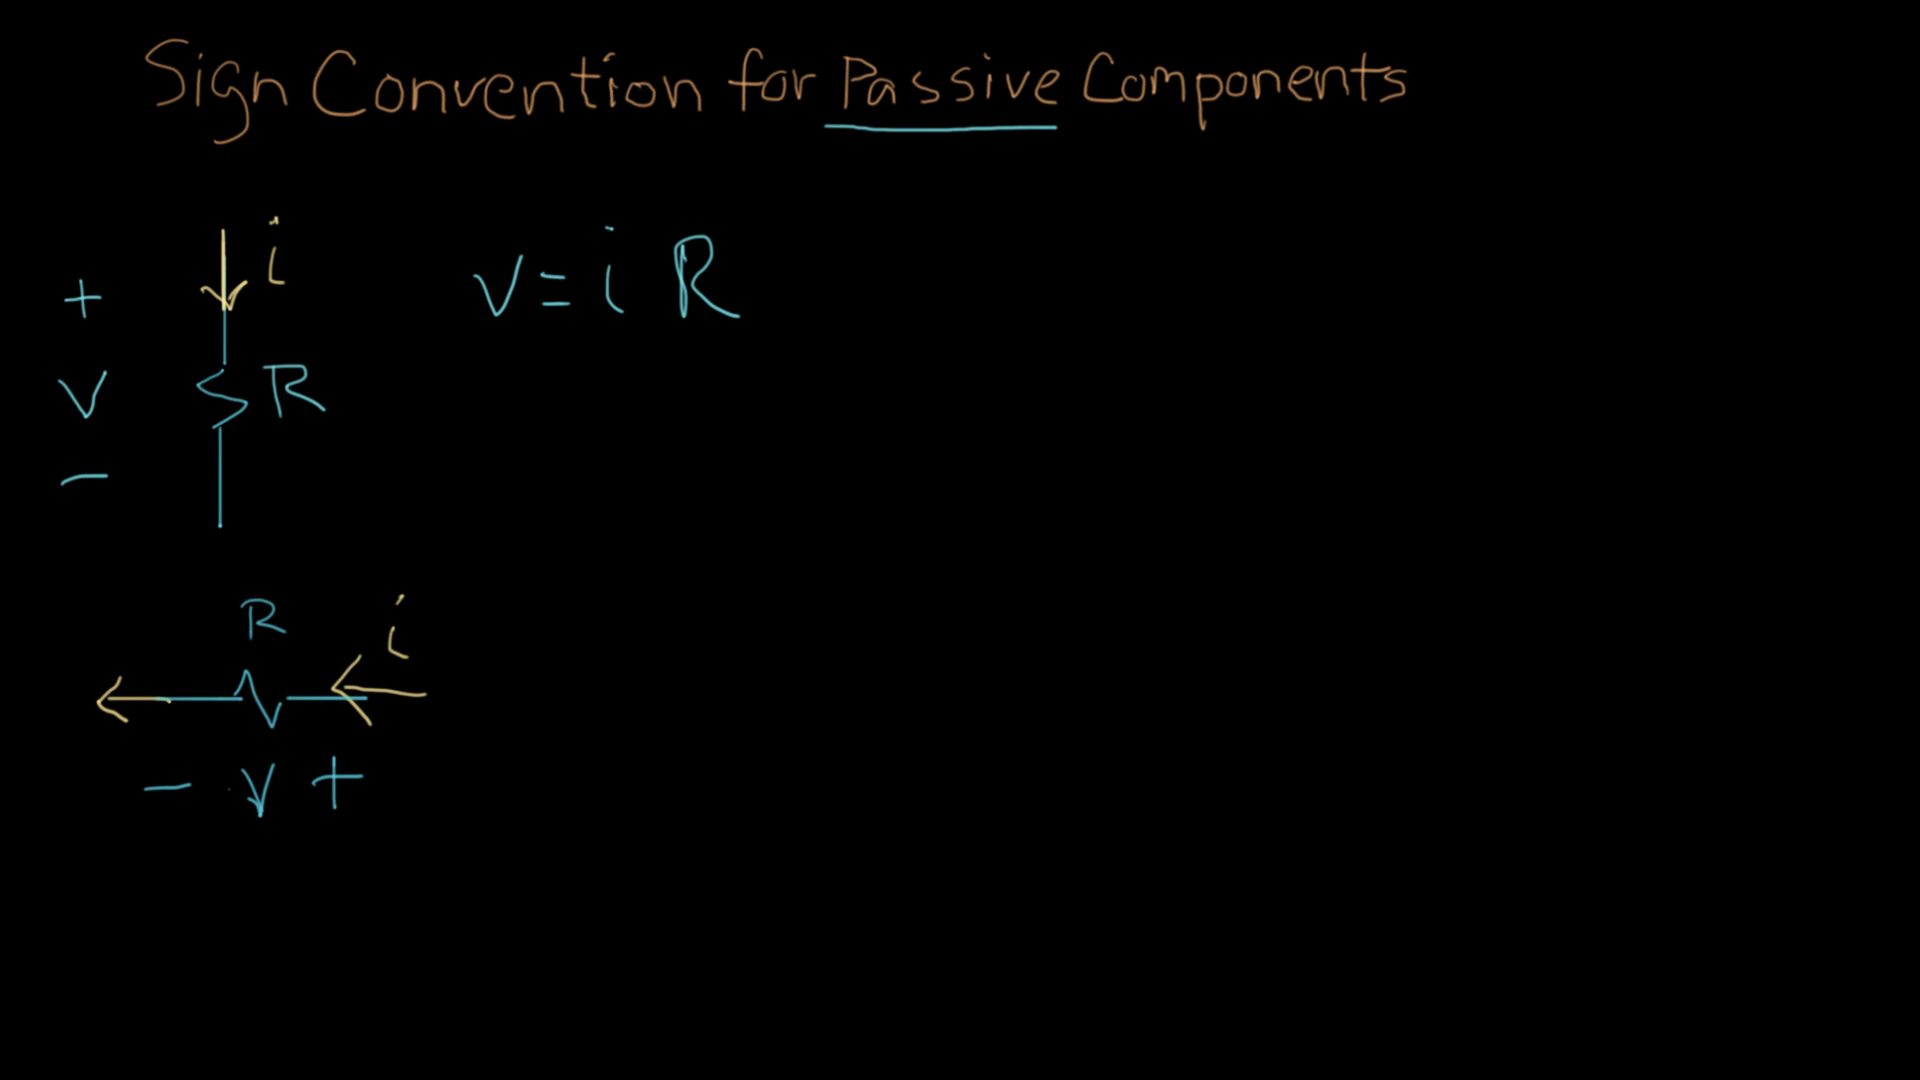 Sign Convention for Passive Components
i
+
v = i R
v
R
-
R
i
- v +